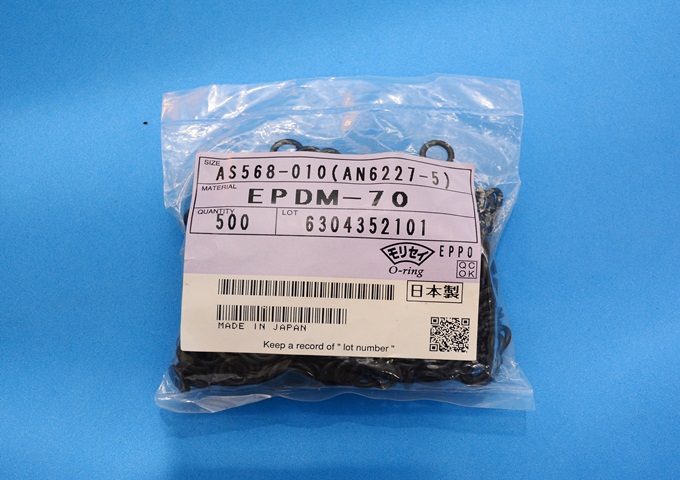 SIZE AS568-010(AN6227-5)
MATERIAL EPDM-70
QUANTITY 500 LOT 6304352101
モリセイ EPPO
O-ring QC OK
日本製
MADE IN JAPAN
Keep a record of " lot number "